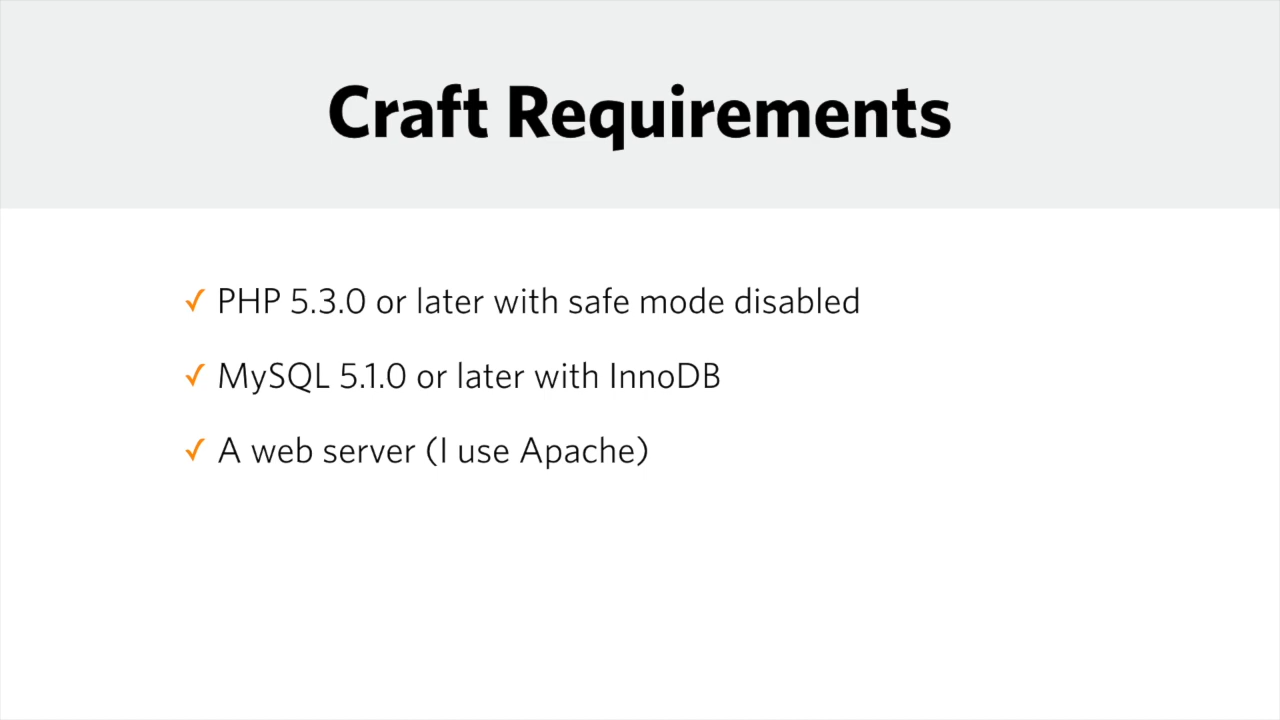 Craft Requirements
✓ PHP 5.3.0 or later with safe mode disabled
✓ MySQL 5.1.0 or later with InnoDB
✓ A web server (I use Apache)